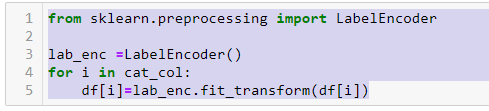 1 from sklearn.preprocessing import LabelEncoder
2
3 lab_enc =LabelEncoder()
4 for i in cat_col:
5     df[i]=lab_enc.fit_transform(df[i])